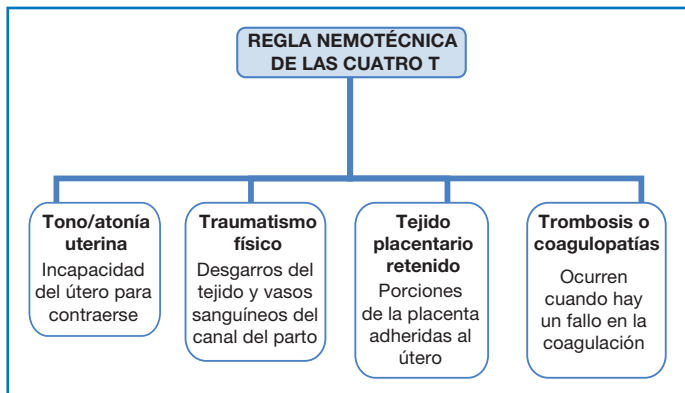 REGLA NEMOTÉCNICA
DE LAS CUATRO T
Tono/atonía
uterina
Incapacidad
del útero para
contraerse
Traumatismo
físico
Desgarros del
tejido y vasos
sanguíneos del
canal del parto
Tejido
placentario
retenido
Porciones
de la placenta
adheridas al
útero
Trombosis o
coagulopatías
Ocurren
cuando hay
un fallo en la
coagulación